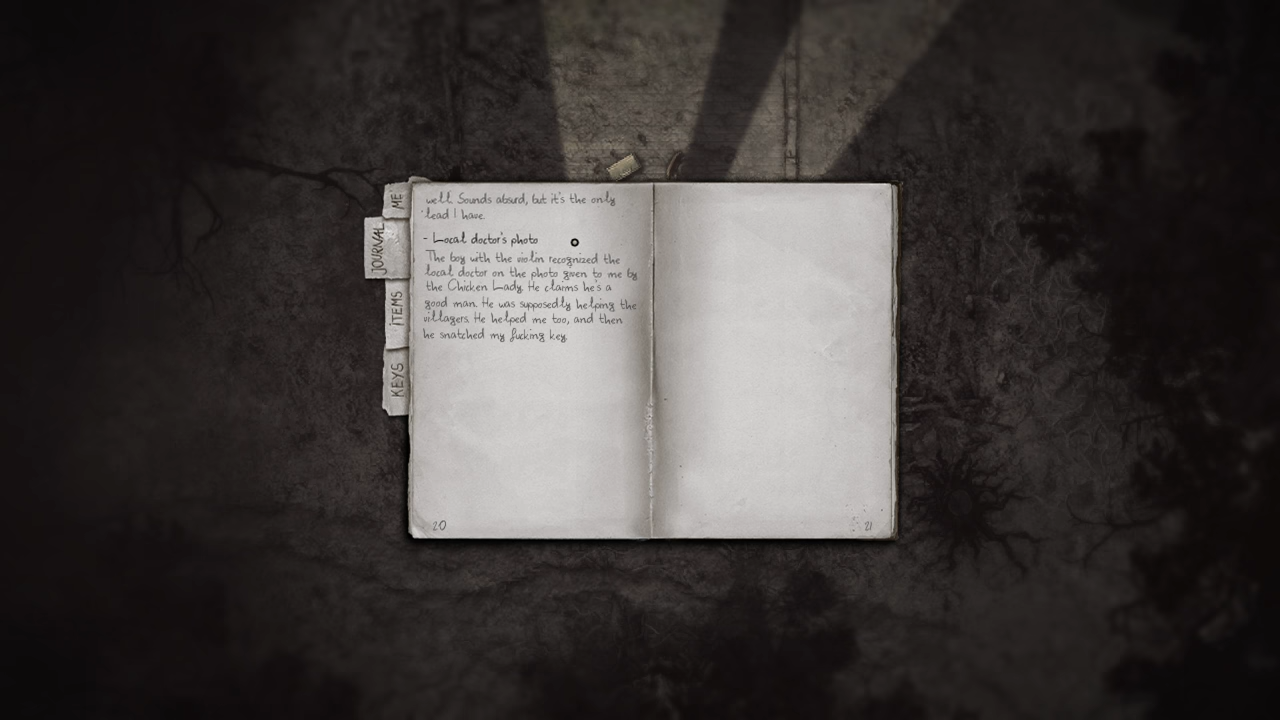 well. Sounds absurd, but it's the only
lead I have.
- Local doctor's photo
The boy with the violin recognized the
local doctor on the photo given to me by
the Chicken Lady. He claims he's a
good man. He was supposedly helping the
villagers. He helped me too, and then
he snatched my fucking key.
20
21
ME
JOURNAL
ITEMS
KEYS